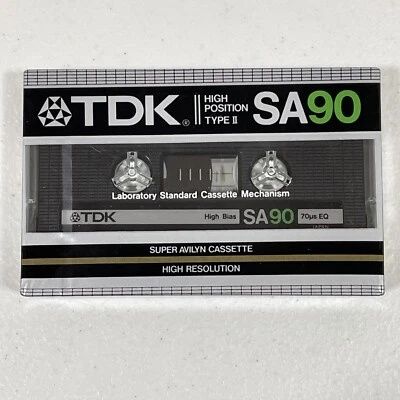 TDK® HIGH POSITION TYPE II SA90
Laboratory Standard Cassette Mechanism
TDK High Bias SA90 70μs EQ
JAPAN
SUPER AVILYN CASSETTE
HIGH RESOLUTION